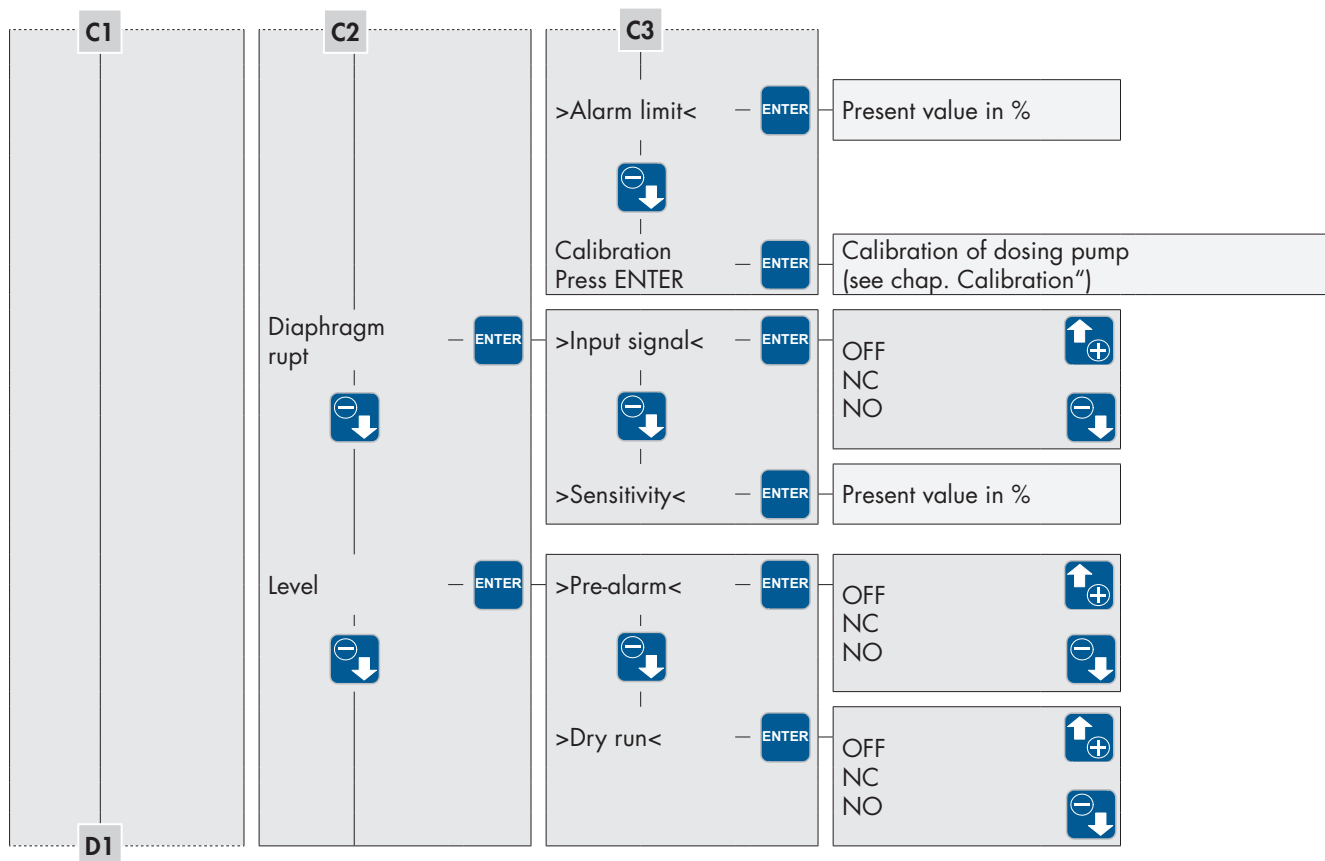 C1
C2
C3
>Alarm limit<
ENTER
Present value in %
Calibration
Press ENTER
ENTER
Calibration of dosing pump
(see chap. Calibration“)
Diaphragm
rupt
ENTER
>Input signal<
ENTER
OFF
NC
NO
>Sensitivity<
ENTER
Present value in %
Level
ENTER
>Pre-alarm<
ENTER
OFF
NC
NO
>Dry run<
ENTER
OFF
NC
NO
D1